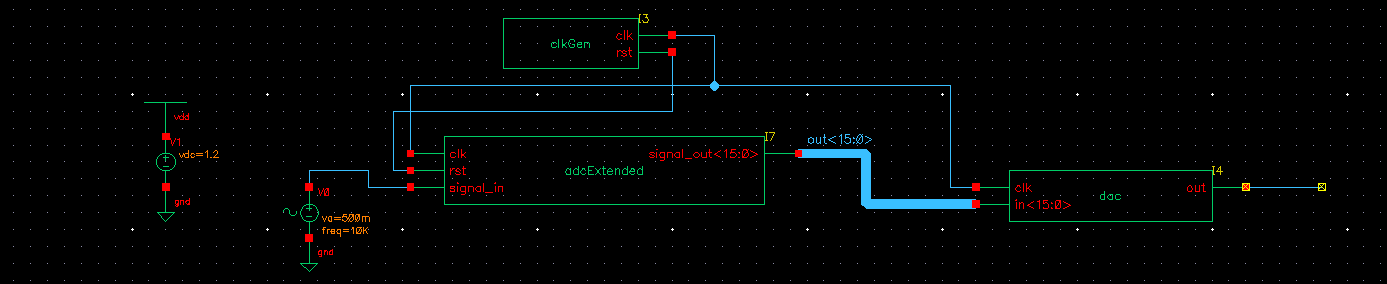 I3
clk
clkGen
rst
vdd
V1
vdc=1.2
gnd
V0
va=500m
freq=10K
gnd
I7
clk
signal_out<15:0>
rst
adcExtended
signal_in
out<15:0>
I4
clk
out
dac
in<15:0>